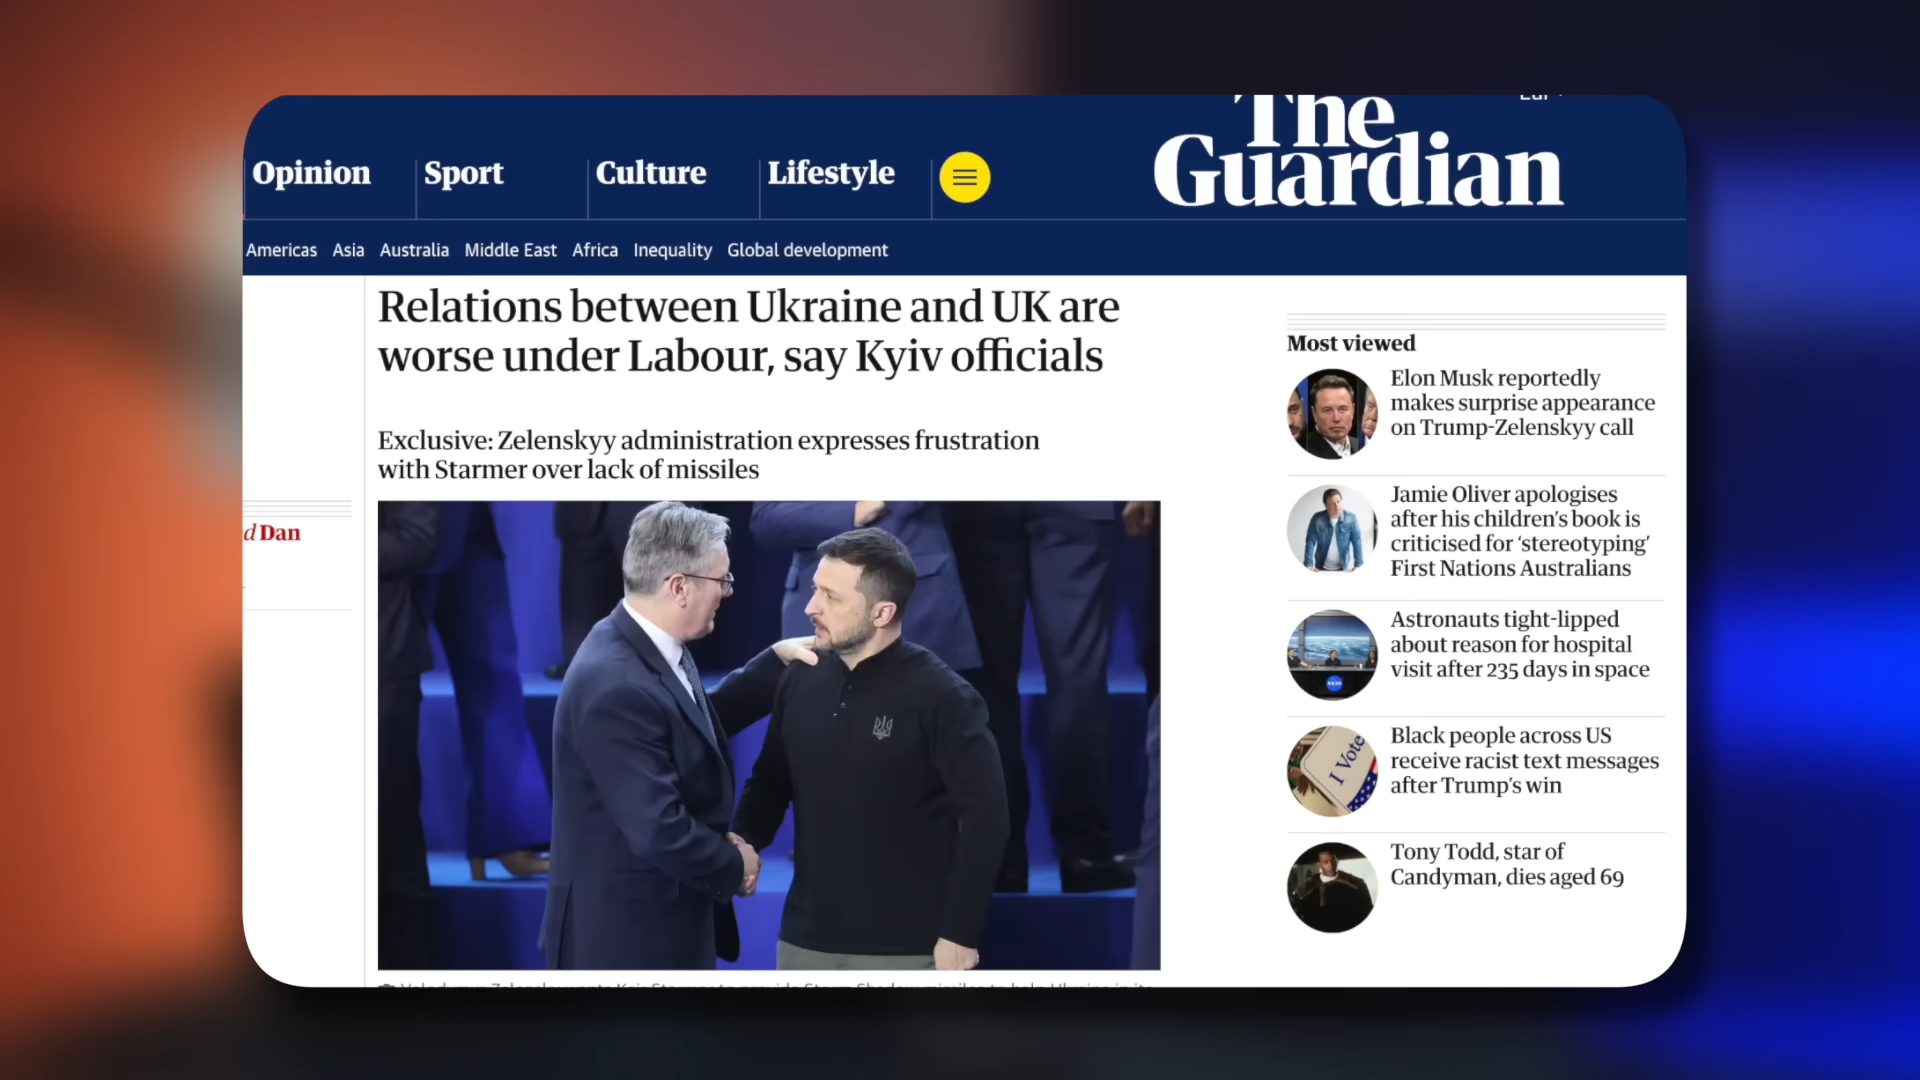 The
Guardian
Opinion
Sport
Culture
Lifestyle
Americas Asia Australia Middle East Africa Inequality Global development
Relations between Ukraine and UK are
worse under Labour, say Kyiv officials
Exclusive: Zelenskyy administration expresses frustration
with Starmer over lack of missiles
Dan
Most viewed
Elon Musk reportedly
makes surprise appearance
on Trump-Zelenskyy call
Jamie Oliver apologises
after his children’s book is
criticised for ‘stereotyping’
First Nations Australians
Astronauts tight-lipped
about reason for hospital
visit after 235 days in space
Black people across US
receive racist text messages
after Trump’s win
I Vote
Tony Todd, star of
Candyman, dies aged 69